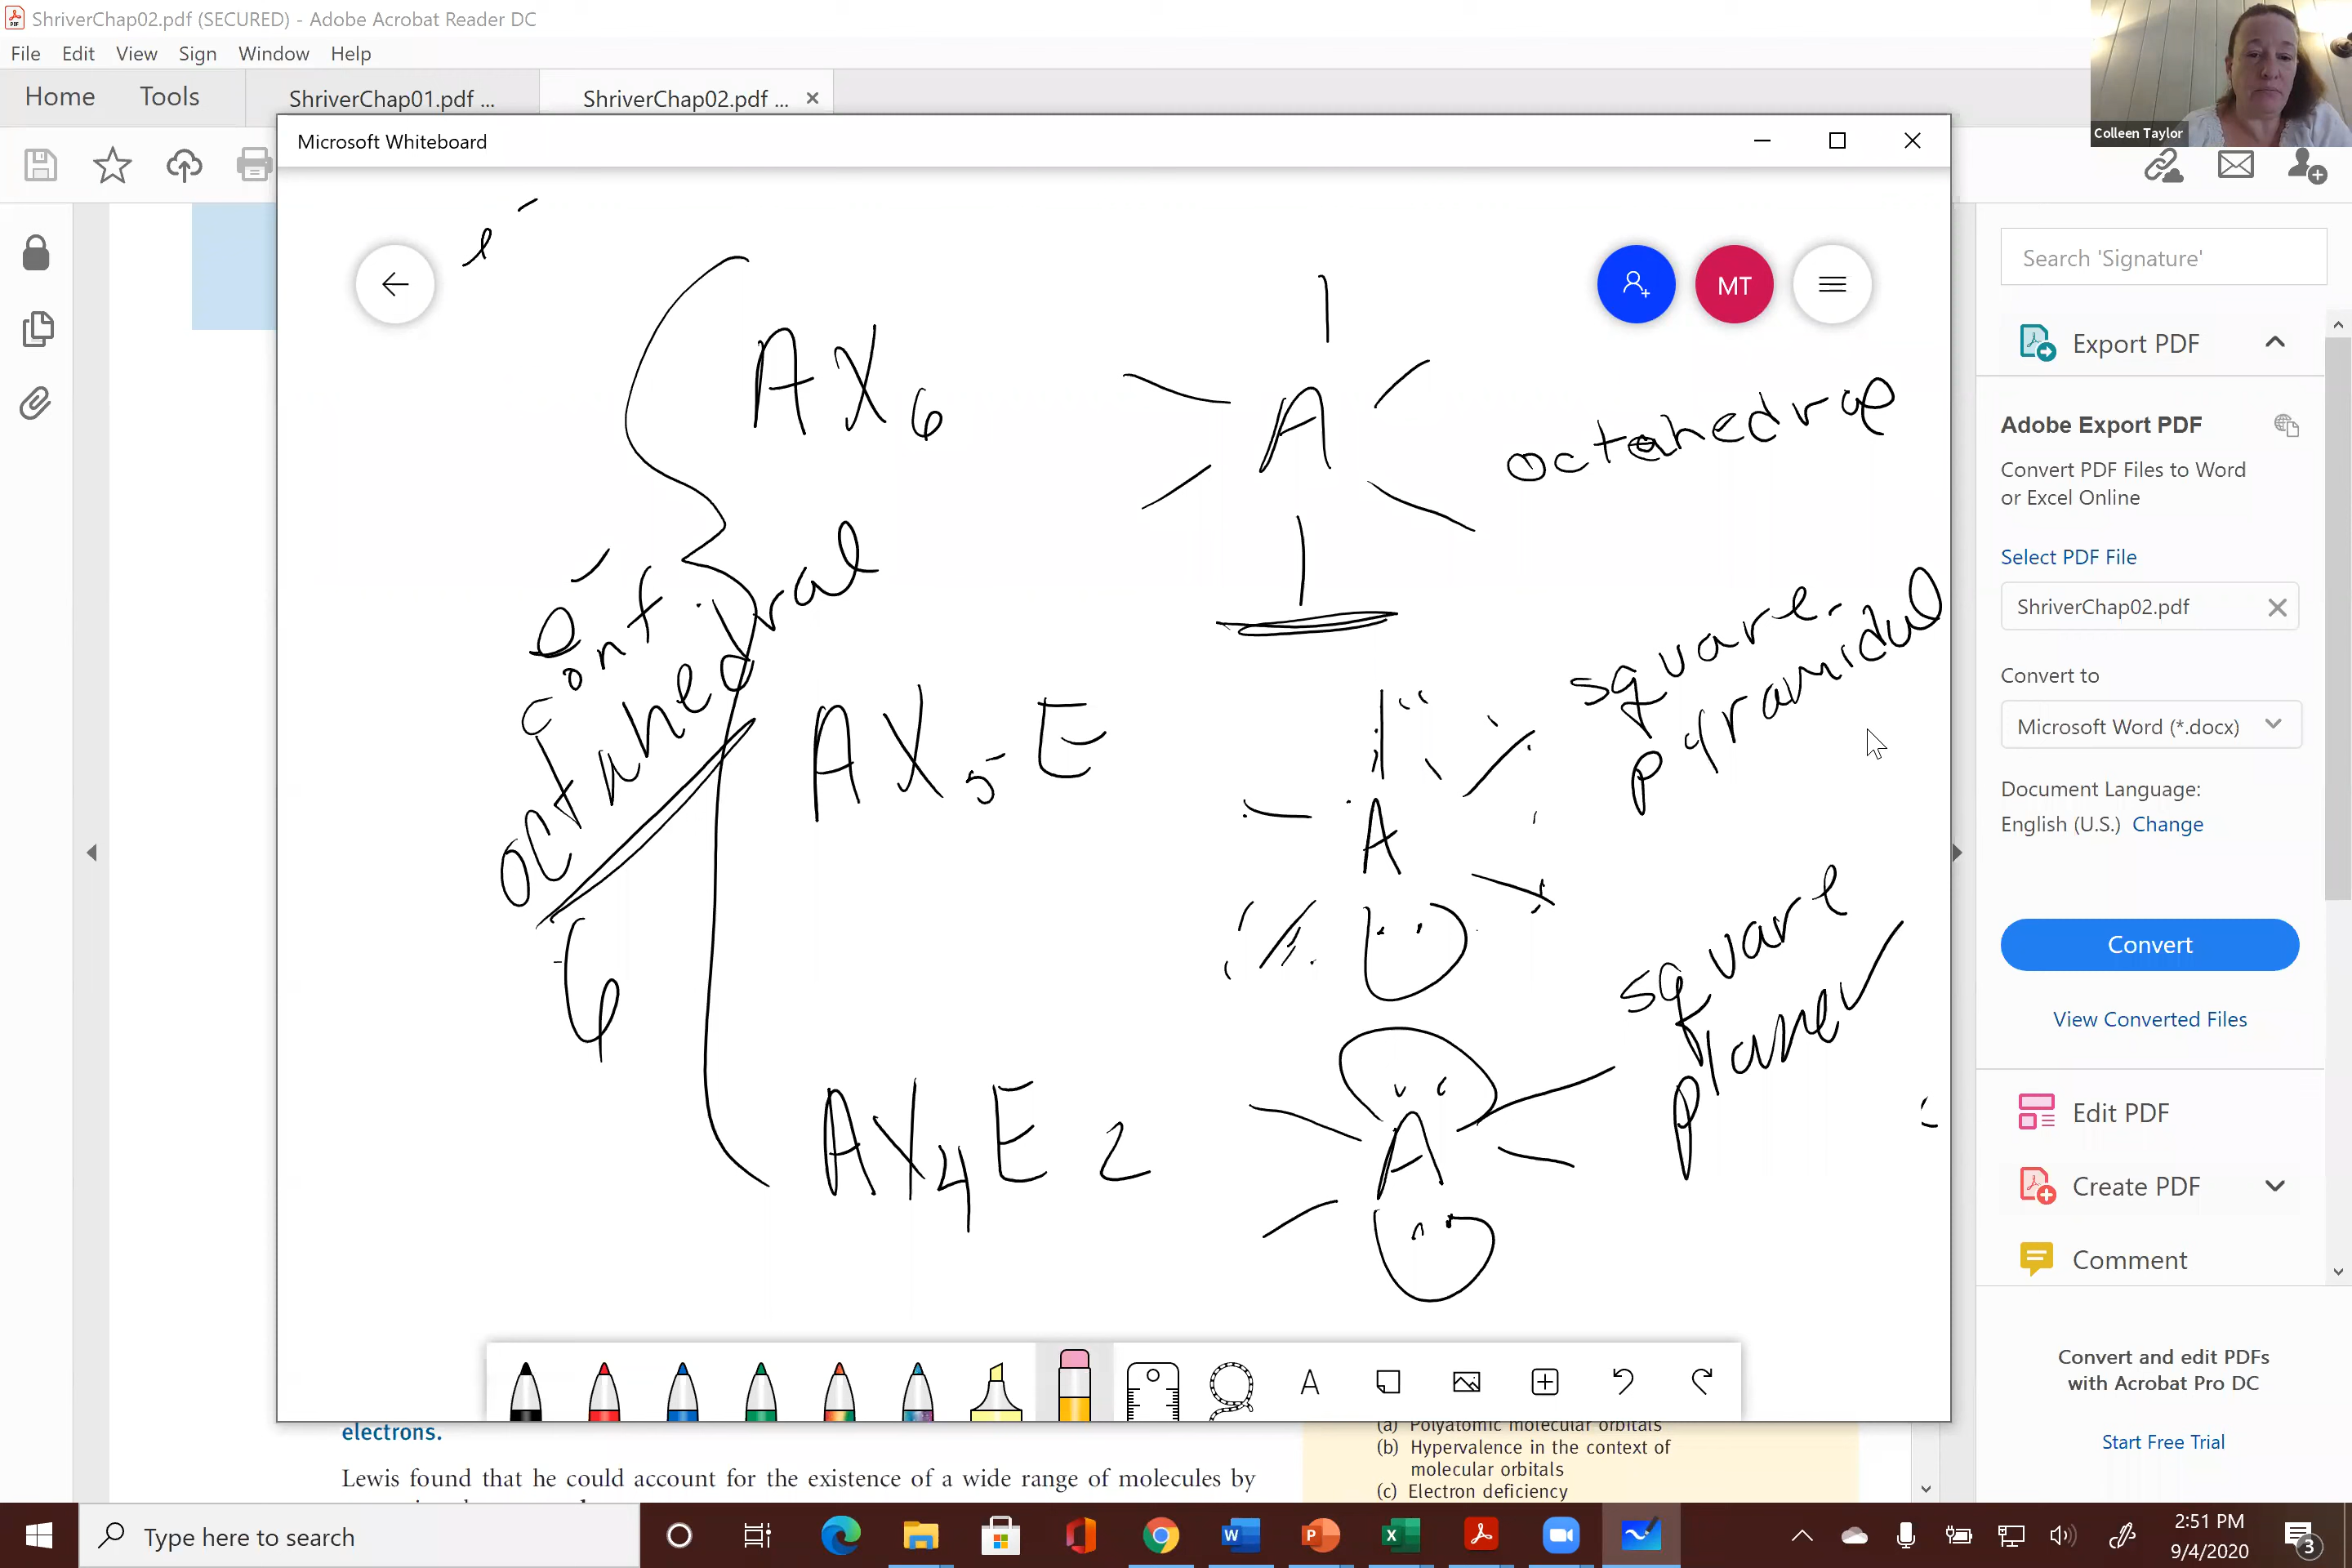 ShriverChap02.pdf (SECURED) - Adobe Acrobat Reader DC
File Edit View Sign Window Help
Home Tools ShriverChap01.pdf ... ShriverChap02.pdf ...
Colleen Taylor
Microsoft Whiteboard
e-
MT
AX6
A
octahedral
e-
conf.
octahedral
6
AX5E
A
square-
pyramidal
AX4E2
A
square
planer
Search 'Signature'
Export PDF
Adobe Export PDF
Convert PDF Files to Word
or Excel Online
Select PDF File
ShriverChap02.pdf
Convert to
Microsoft Word (*.docx)
Document Language:
English (U.S.) Change
Convert
View Converted Files
Edit PDF
Create PDF
Comment
Convert and edit PDFs
with Acrobat Pro DC
Start Free Trial
electrons.
Lewis found that he could account for the existence of a wide range of molecules by
(a) Polyatomic molecular orbitals
(b) Hypervalence in the context of
molecular orbitals
(c) Electron deficiency
Type here to search
2:51 PM
9/4/2020
3